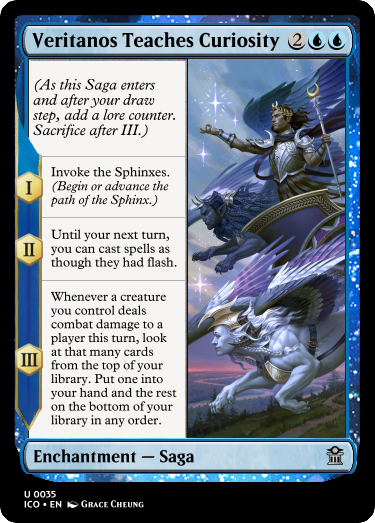 Veritanos Teaches Curiosity 2
(As this Saga enters
and after your draw
step, add a lore counter.
Sacrifice after III.)
I
Invoke the Sphinxes.
(Begin or advance the
path of the Sphinx.)
II
Until your next turn,
you can cast spells as
though they had flash.
III
Whenever a creature
you control deals
combat damage to a
player this turn, look
at that many cards
from the top of your
library. Put one into
your hand and the rest
on the bottom of your
library in any order.
Enchantment — Saga
U 0035
ICO • EN Grace Cheung